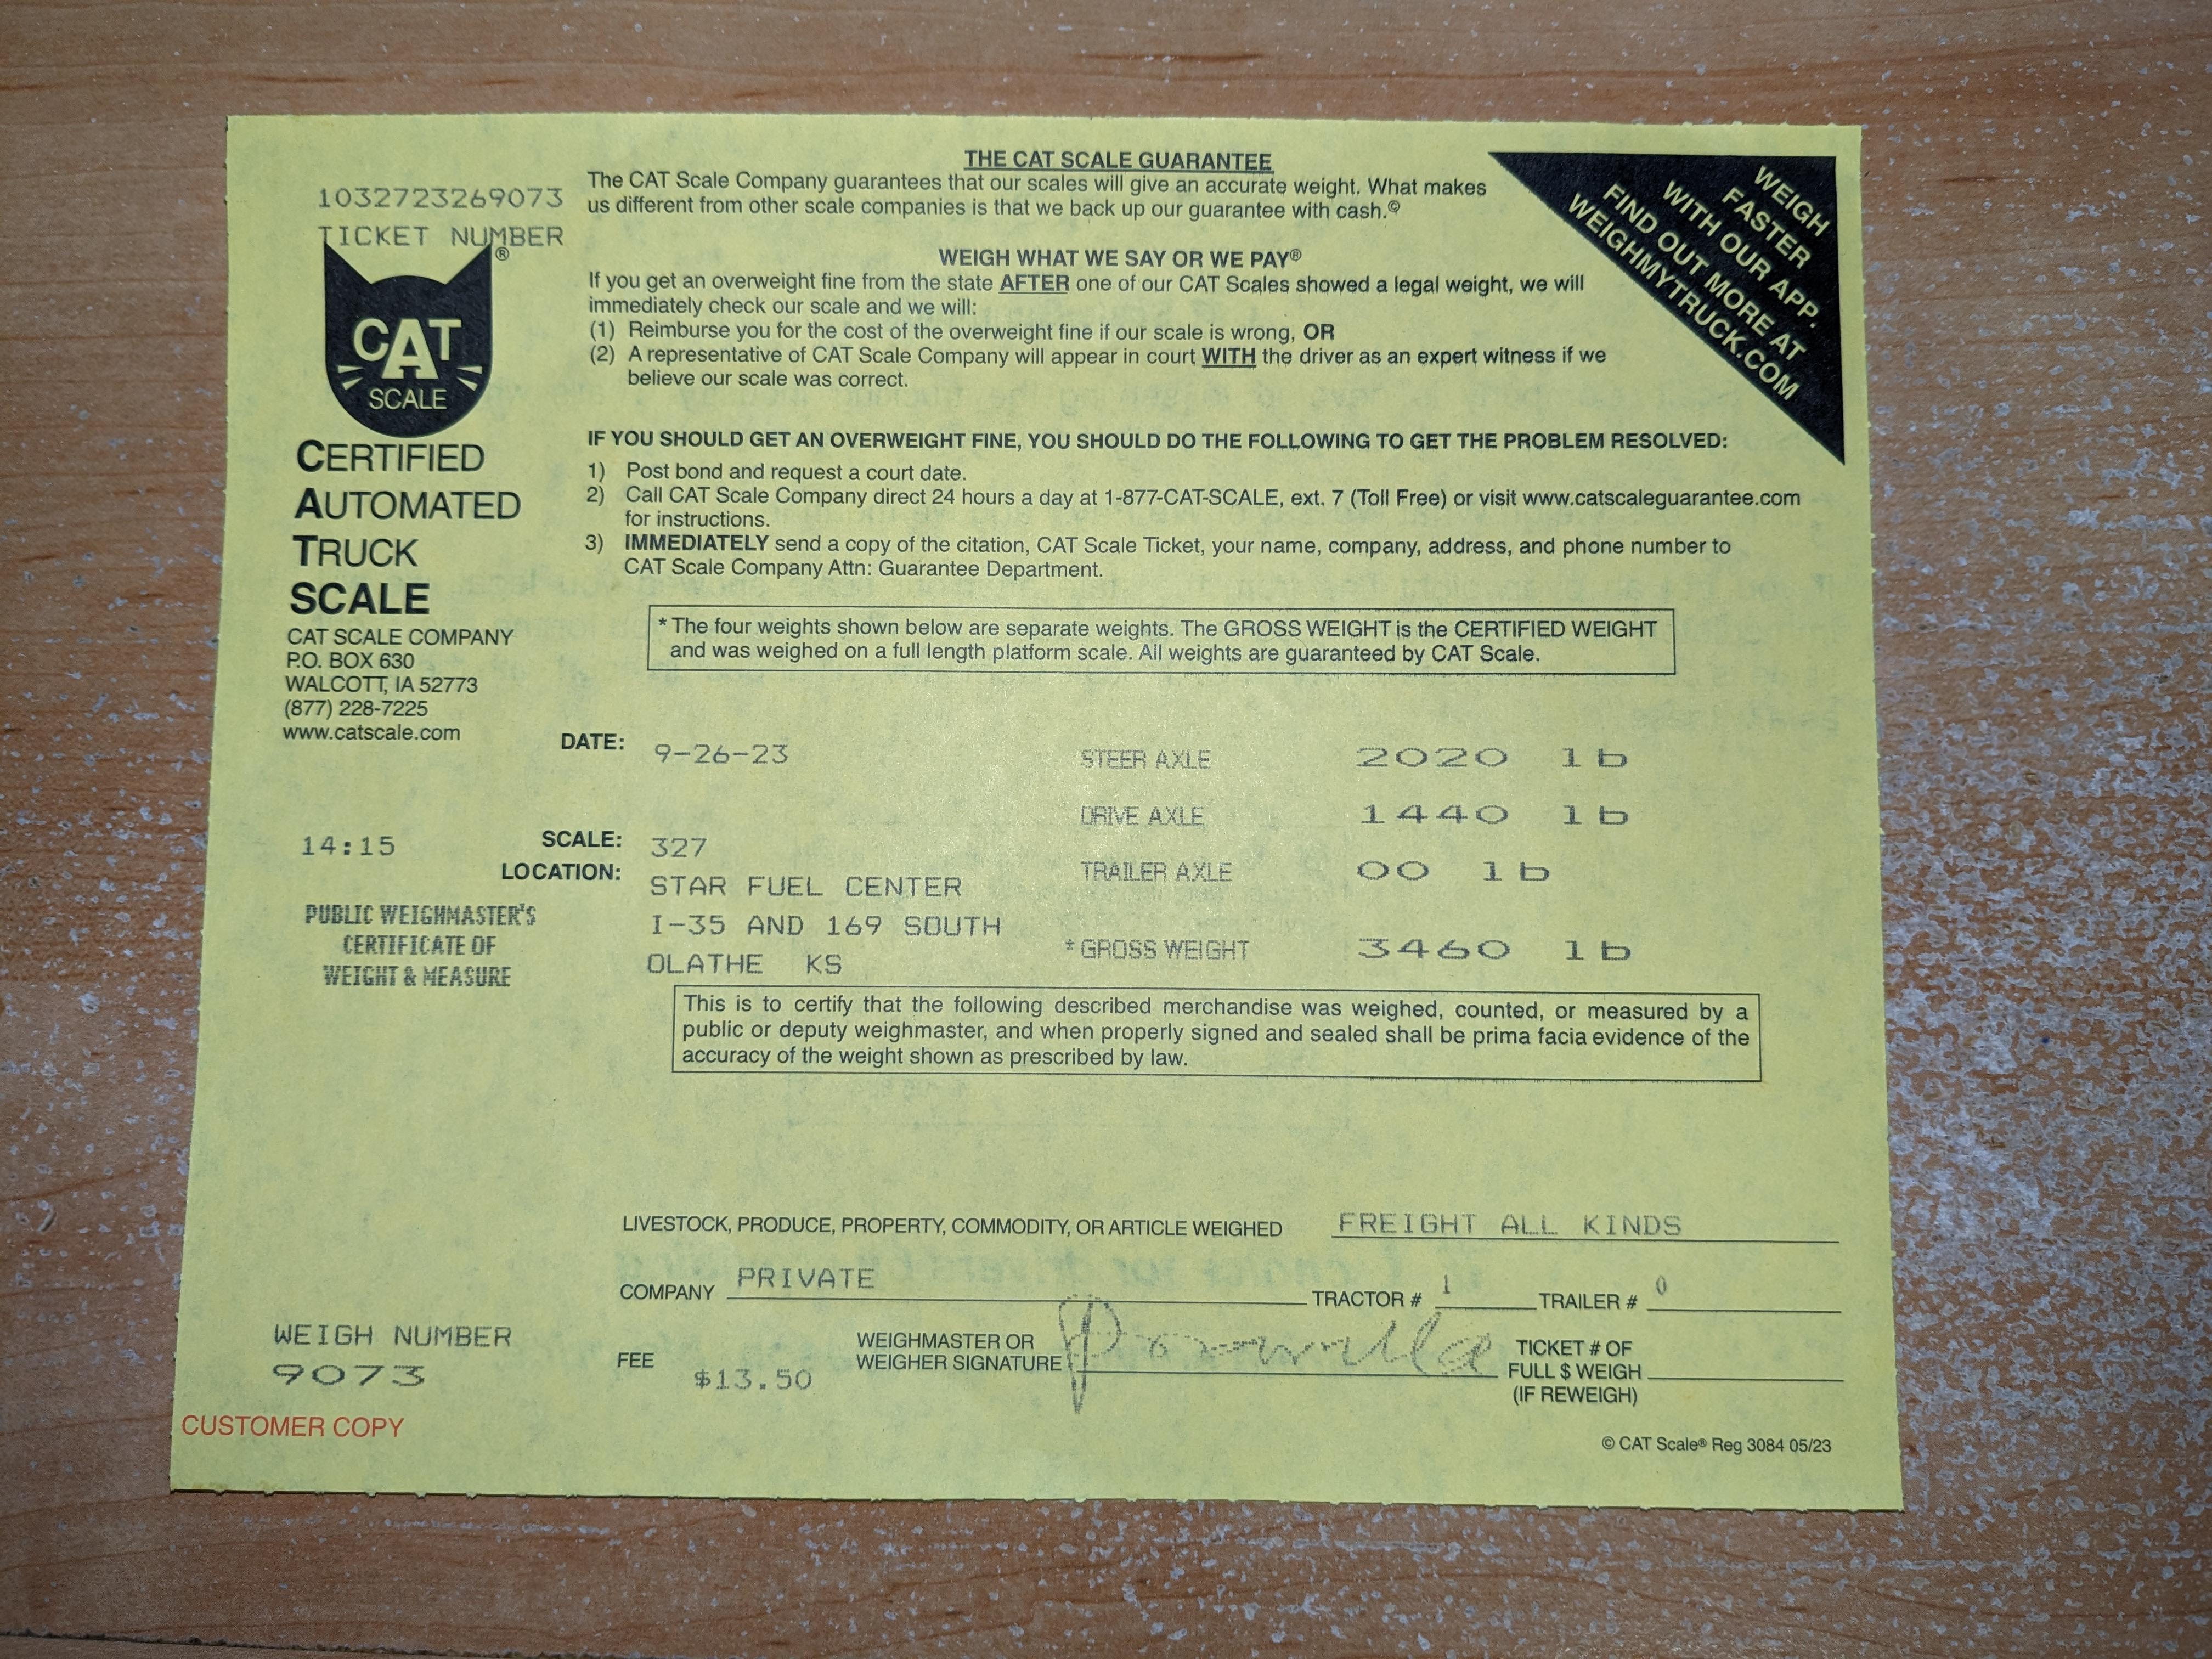 1032723269073
TICKET NUMBER
CAT
SCALE
®
CERTIFIED
AUTOMATED
TRUCK
SCALE
CAT SCALE COMPANY
P.O. BOX 630
WALCOTT, IA 52773
(877) 228-7225
www.catscale.com
THE CAT SCALE GUARANTEE
The CAT Scale Company guarantees that our scales will give an accurate weight. What makes
us different from other scale companies is that we back up our guarantee with cash.©
WEIGH WHAT WE SAY OR WE PAY®
If you get an overweight fine from the state AFTER one of our CAT Scales showed a legal weight, we will
immediately check our scale and we will:
(1) Reimburse you for the cost of the overweight fine if our scale is wrong, OR
(2) A representative of CAT Scale Company will appear in court WITH the driver as an expert witness if we
believe our scale was correct.
WEIGH
FASTER
WITH OUR APP.
FIND OUT MORE AT
WEIGHMYTRUCK.COM
IF YOU SHOULD GET AN OVERWEIGHT FINE, YOU SHOULD DO THE FOLLOWING TO GET THE PROBLEM RESOLVED:
1) Post bond and request a court date.
2) Call CAT Scale Company direct 24 hours a day at 1-877-CAT-SCALE, ext. 7 (Toll Free) or visit www.catscaleguarantee.com
for instructions.
3) IMMEDIATELY send a copy of the citation, CAT Scale Ticket, your name, company, address, and phone number to
CAT Scale Company Attn: Guarantee Department.
* The four weights shown below are separate weights. The GROSS WEIGHT is the CERTIFIED WEIGHT
and was weighed on a full length platform scale. All weights are guaranteed by CAT Scale.
DATE: 9-26-23
STEER AXLE 2020 lb
DRIVE AXLE 1440 lb
14:15
SCALE: 327
TRAILER AXLE 00 lb
LOCATION: STAR FUEL CENTER
I-35 AND 169 SOUTH
OLATHE KS
* GROSS WEIGHT 3460 lb
PUBLIC WEIGHMASTER'S
CERTIFICATE OF
WEIGHT & MEASURE
This is to certify that the following described merchandise was weighed, counted, or measured by a
public or deputy weighmaster, and when properly signed and sealed shall be prima facia evidence of the
accuracy of the weight shown as prescribed by law.
LIVESTOCK, PRODUCE, PROPERTY, COMMODITY, OR ARTICLE WEIGHED FREIGHT ALL KINDS
COMPANY PRIVATE TRACTOR # 1 TRAILER # 0
WEIGH NUMBER
9073
FEE $13.50
WEIGHMASTER OR
WEIGHER SIGNATURE
TICKET # OF
FULL $ WEIGH
(IF REWEIGH)
CUSTOMER COPY
© CAT Scale® Reg 3084 05/23